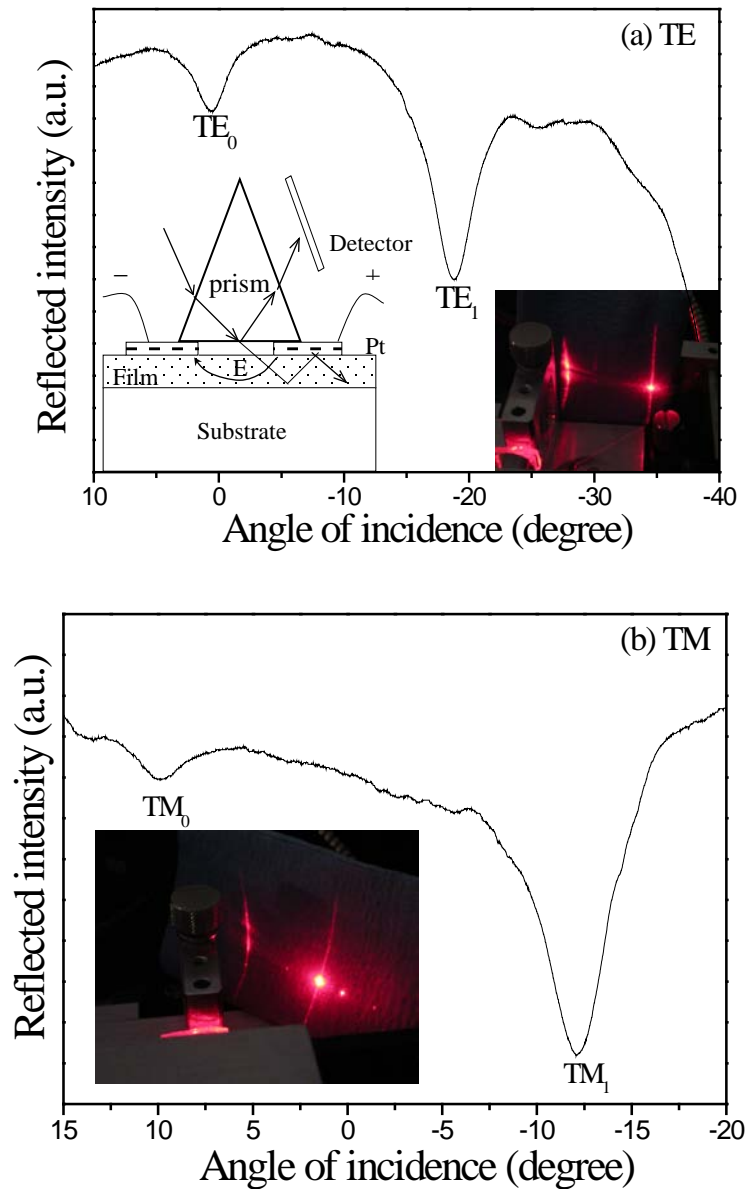 (a) TE
Reflected intensity (a.u.)
TE0
TE1
Detector
prism
−
+
Pt
E
Film
Substrate
10 0 -10 -20 -30 -40
Angle of incidence (degree)
(b) TM
Reflected intensity (a.u.)
TM0
TM1
15 10 5 0 -5 -10 -15 -20
Angle of incidence (degree)